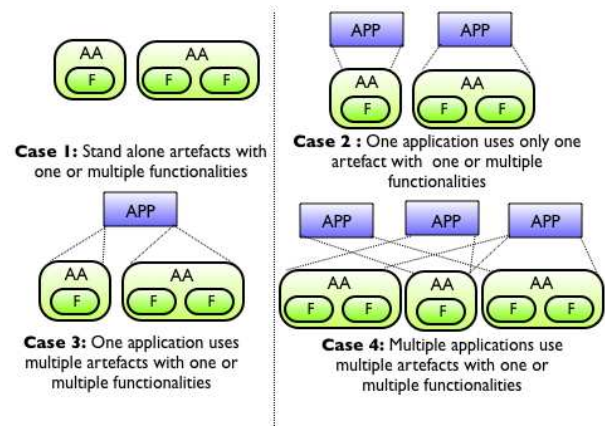 AA AA
F F F
Case 1: Stand alone artefacts with
one or multiple functionalities
APP APP
AA AA
F F F
Case 2 : One application uses only one
artefact with one or multiple
functionalities
APP
AA AA
F F F
Case 3: One application uses
multiple artefacts with one or
multiple functionalities
APP APP APP
AA AA AA
F F F F F
Case 4: Multiple applications use
multiple artefacts with one or
multiple functionalities